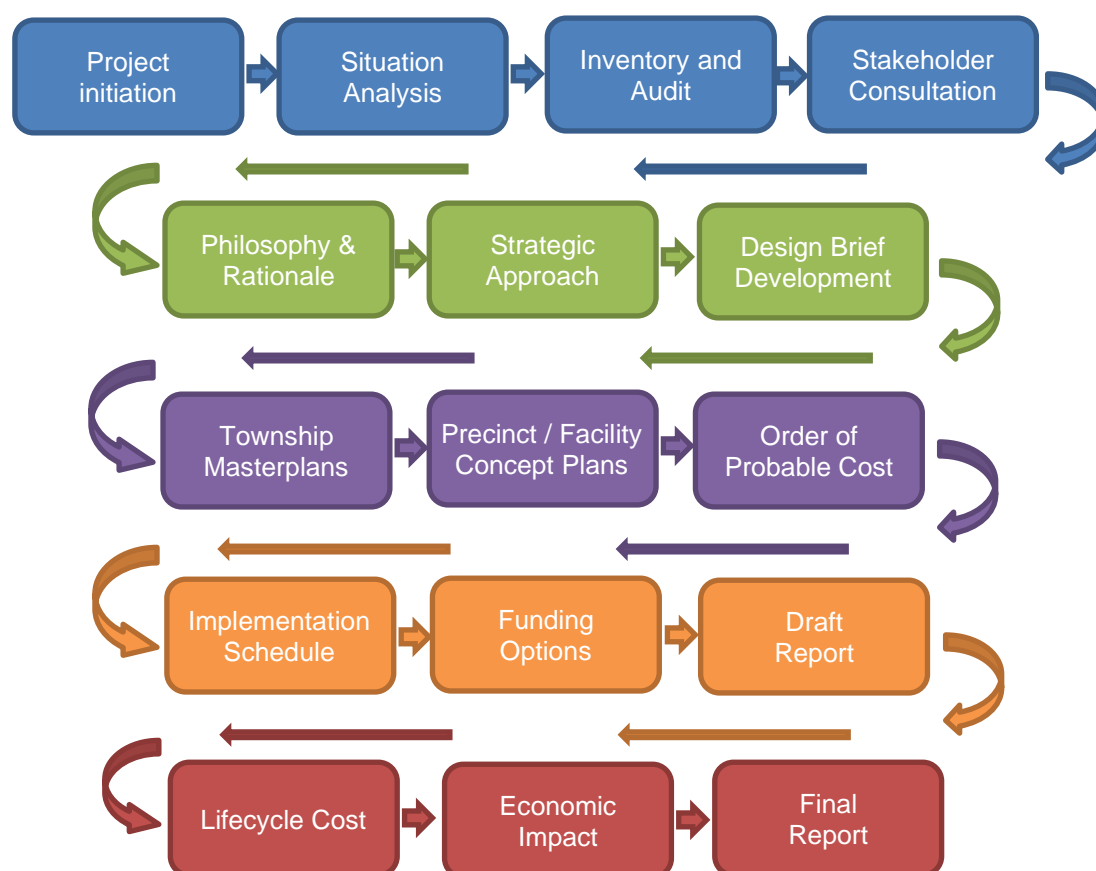 Project
initiation
Situation
Analysis
Inventory and
Audit
Stakeholder
Consultation
Philosophy &
Rationale
Strategic
Approach
Design Brief
Development
Township
Masterplans
Precinct / Facility
Concept Plans
Order of
Probable Cost
Implementation
Schedule
Funding
Options
Draft
Report
Lifecycle Cost
Economic
Impact
Final
Report